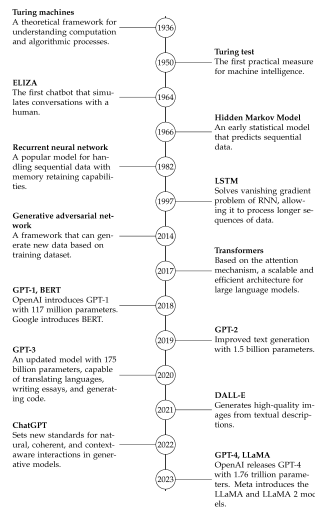 Turing machines
A theoretical framework for
understanding computation
and algorithmic processes.
1936
Turing test
The first practical measure
for machine intelligence.
1950
ELIZA
The first chatbot that simu-
lates conversations with a
human.
1964
Hidden Markov Model
An early statistical model
that predicts sequential
data.
1966
Recurrent neural network
A popular model for han-
dling sequential data with
memory retaining capabili-
ties.
1982
LSTM
Solves vanishing gradient
problem of RNN, allow-
ing it to process longer se-
quences of data.
1997
Generative adversarial net-
work
A framework that can gen-
erate new data based on
training dataset.
2014
Transformers
Based on the attention
mechanism, a scalable and
efficient architecture for
large language models.
2017
GPT-1, BERT
OpenAI introduces GPT-1
with 117 million parameters.
Google introduces BERT.
2018
GPT-2
Improved text generation
with 1.5 billion parameters.
2019
GPT-3
An updated model with 175
billion parameters, capable
of translating languages,
writing essays, and generat-
ing code.
2020
DALL-E
Generates high-quality im-
ages from textual descrip-
tions.
2021
ChatGPT
Sets new standards for nat-
ural, coherent, and context-
aware interactions in gener-
ative models.
2022
GPT-4, LLaMA
OpenAI releases GPT-4
with 1.76 trillion parame-
ters. Meta introduces the
LLaMA and LLaMA 2 mod
els.
2023